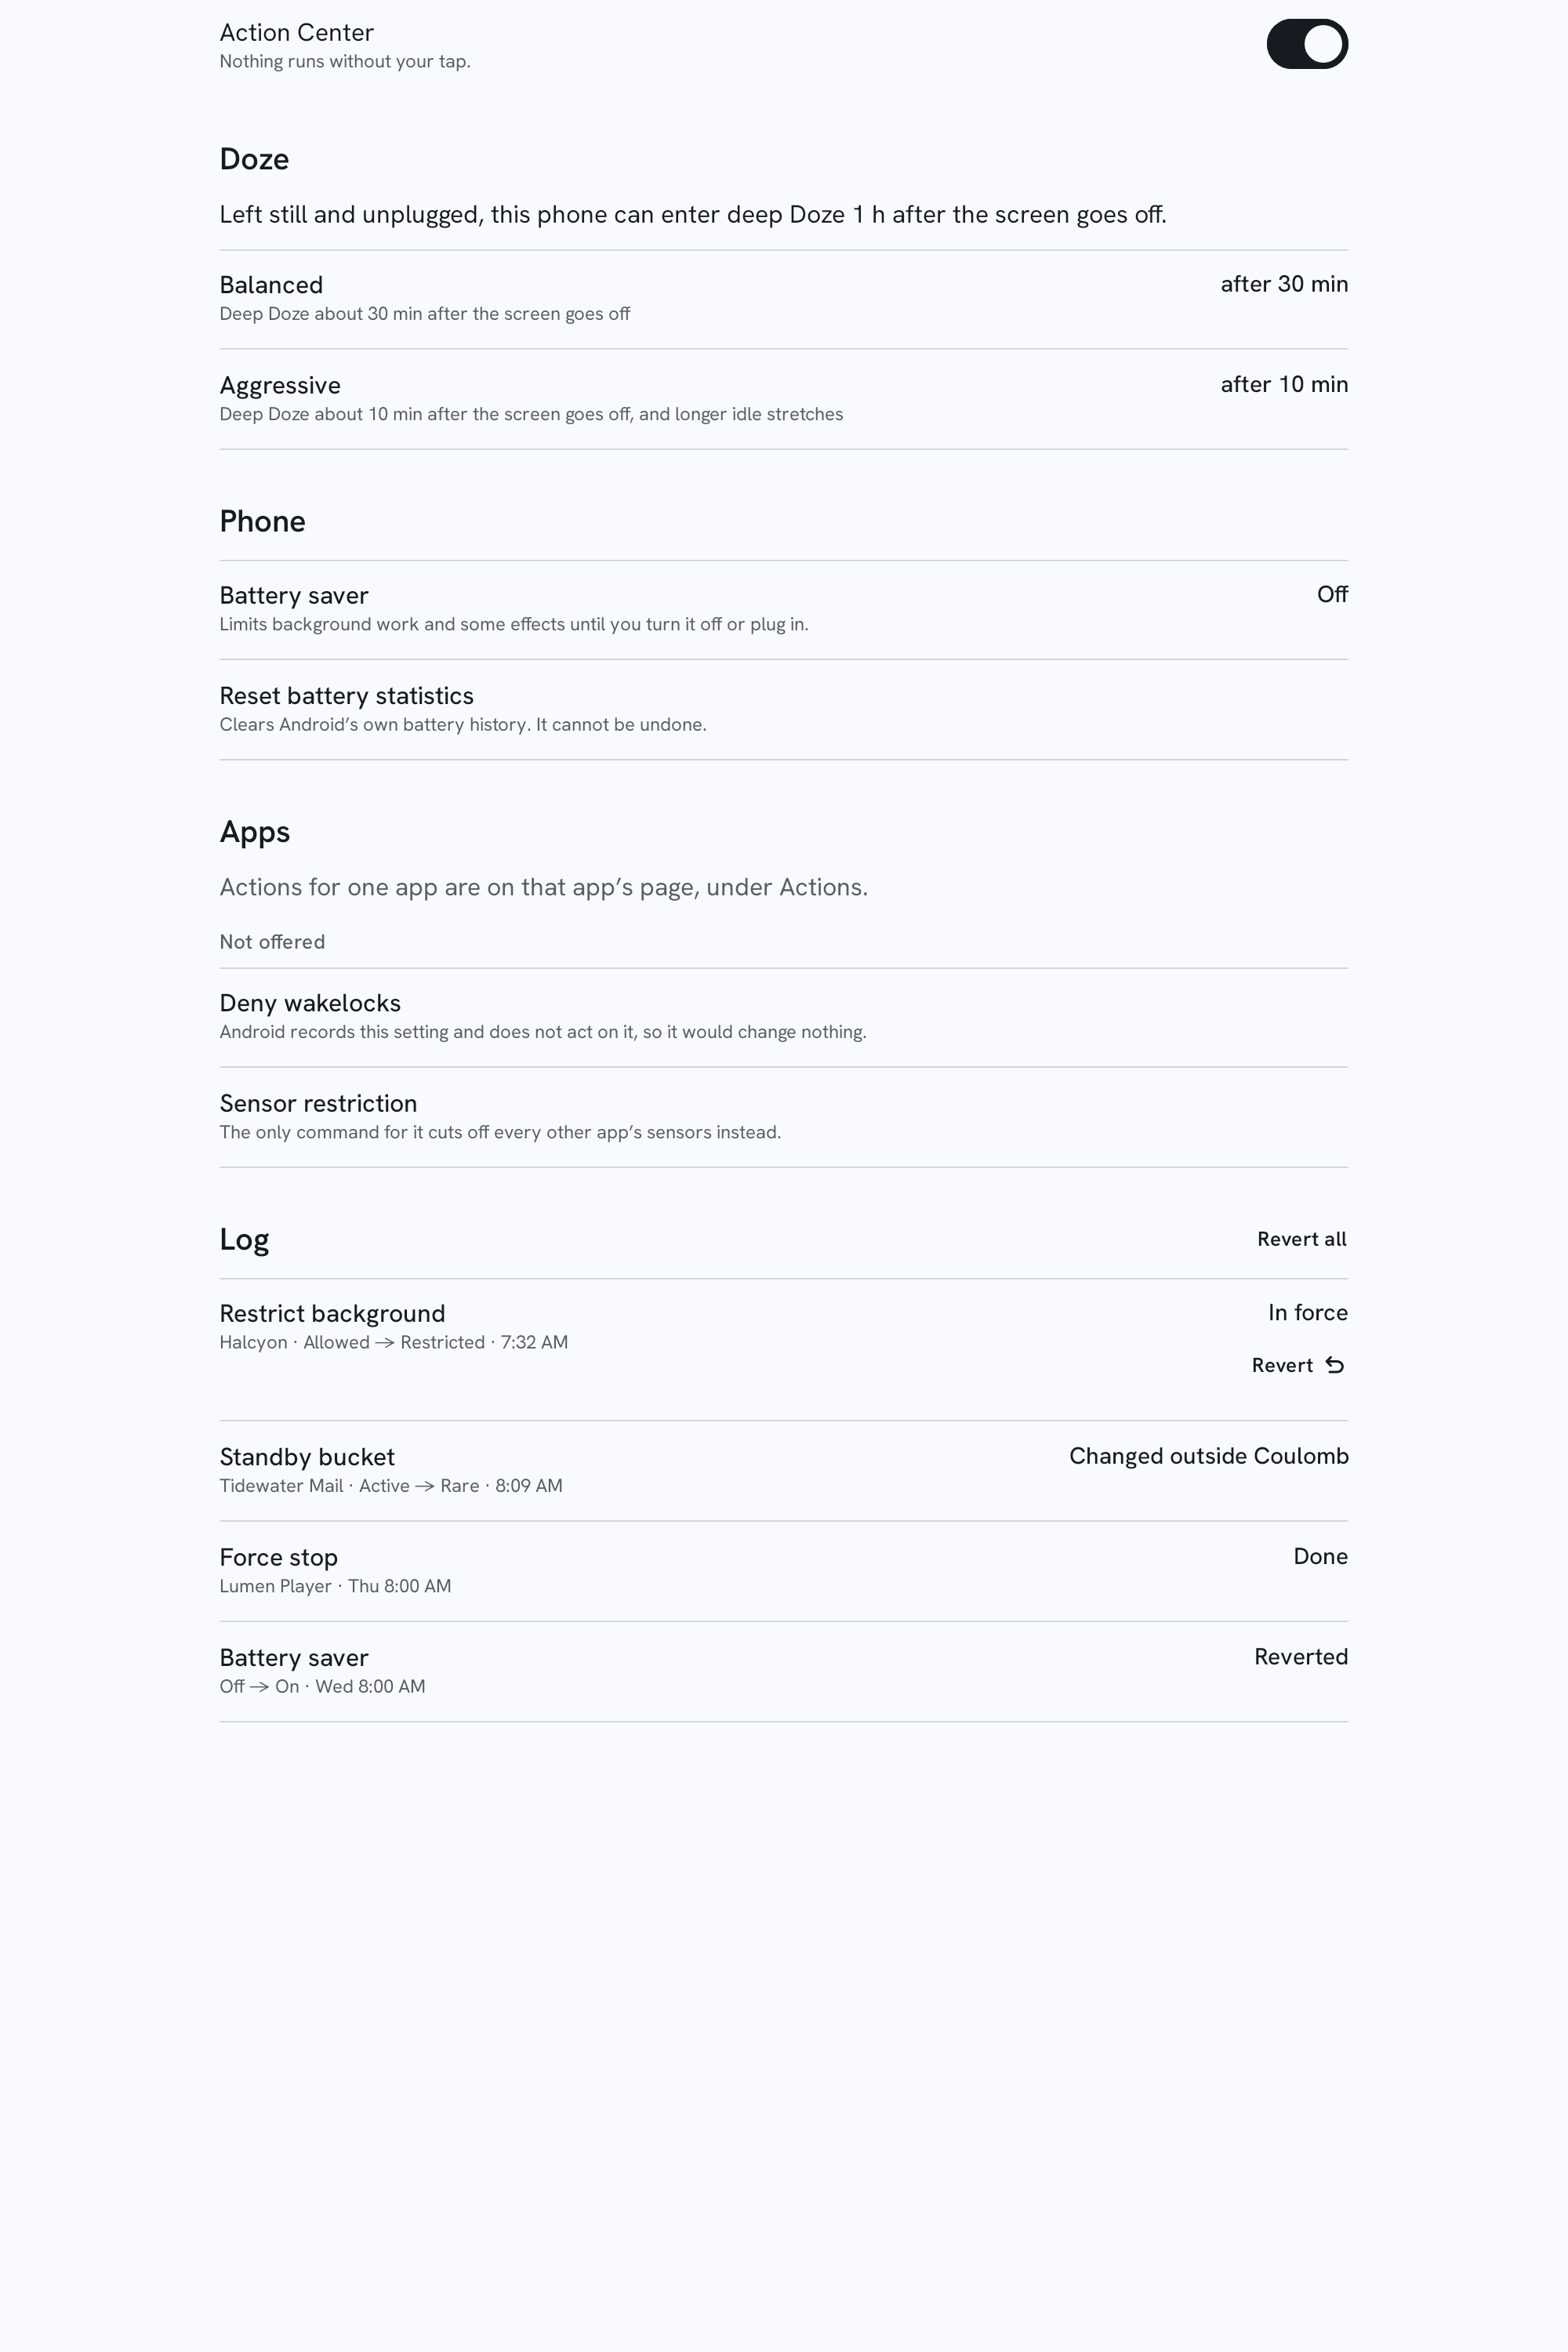 Action Center
Nothing runs without your tap.
Doze
Left still and unplugged, this phone can enter deep Doze 1 h after the screen goes off.
Balanced
after 30 min
Deep Doze about 30 min after the screen goes off
Aggressive
after 10 min
Deep Doze about 10 min after the screen goes off, and longer idle stretches
Phone
Battery saver
Off
Limits background work and some effects until you turn it off or plug in.
Reset battery statistics
Clears Android’s own battery history. It cannot be undone.
Apps
Actions for one app are on that app’s page, under Actions.
Not offered
Deny wakelocks
Android records this setting and does not act on it, so it would change nothing.
Sensor restriction
The only command for it cuts off every other app’s sensors instead.
Log
Revert all
Restrict background
In force
Halcyon · Allowed → Restricted · 7:32 AM
Revert
Standby bucket
Changed outside Coulomb
Tidewater Mail · Active → Rare · 8:09 AM
Force stop
Done
Lumen Player · Thu 8:00 AM
Battery saver
Reverted
Off → On · Wed 8:00 AM